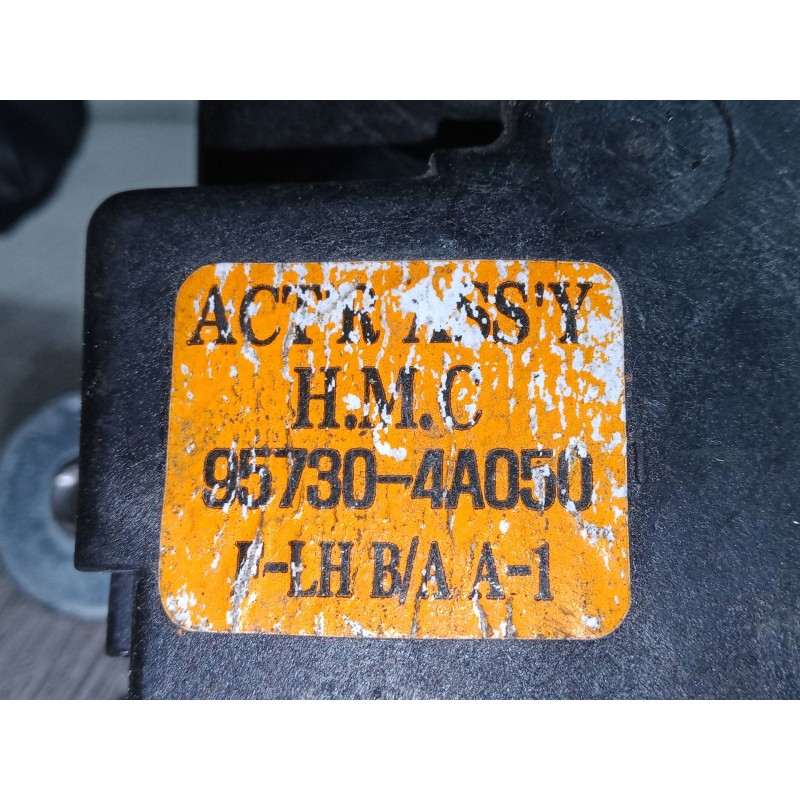 ACT'R ASS'Y
H.M.C
95730-4A050
LH B/A A-1